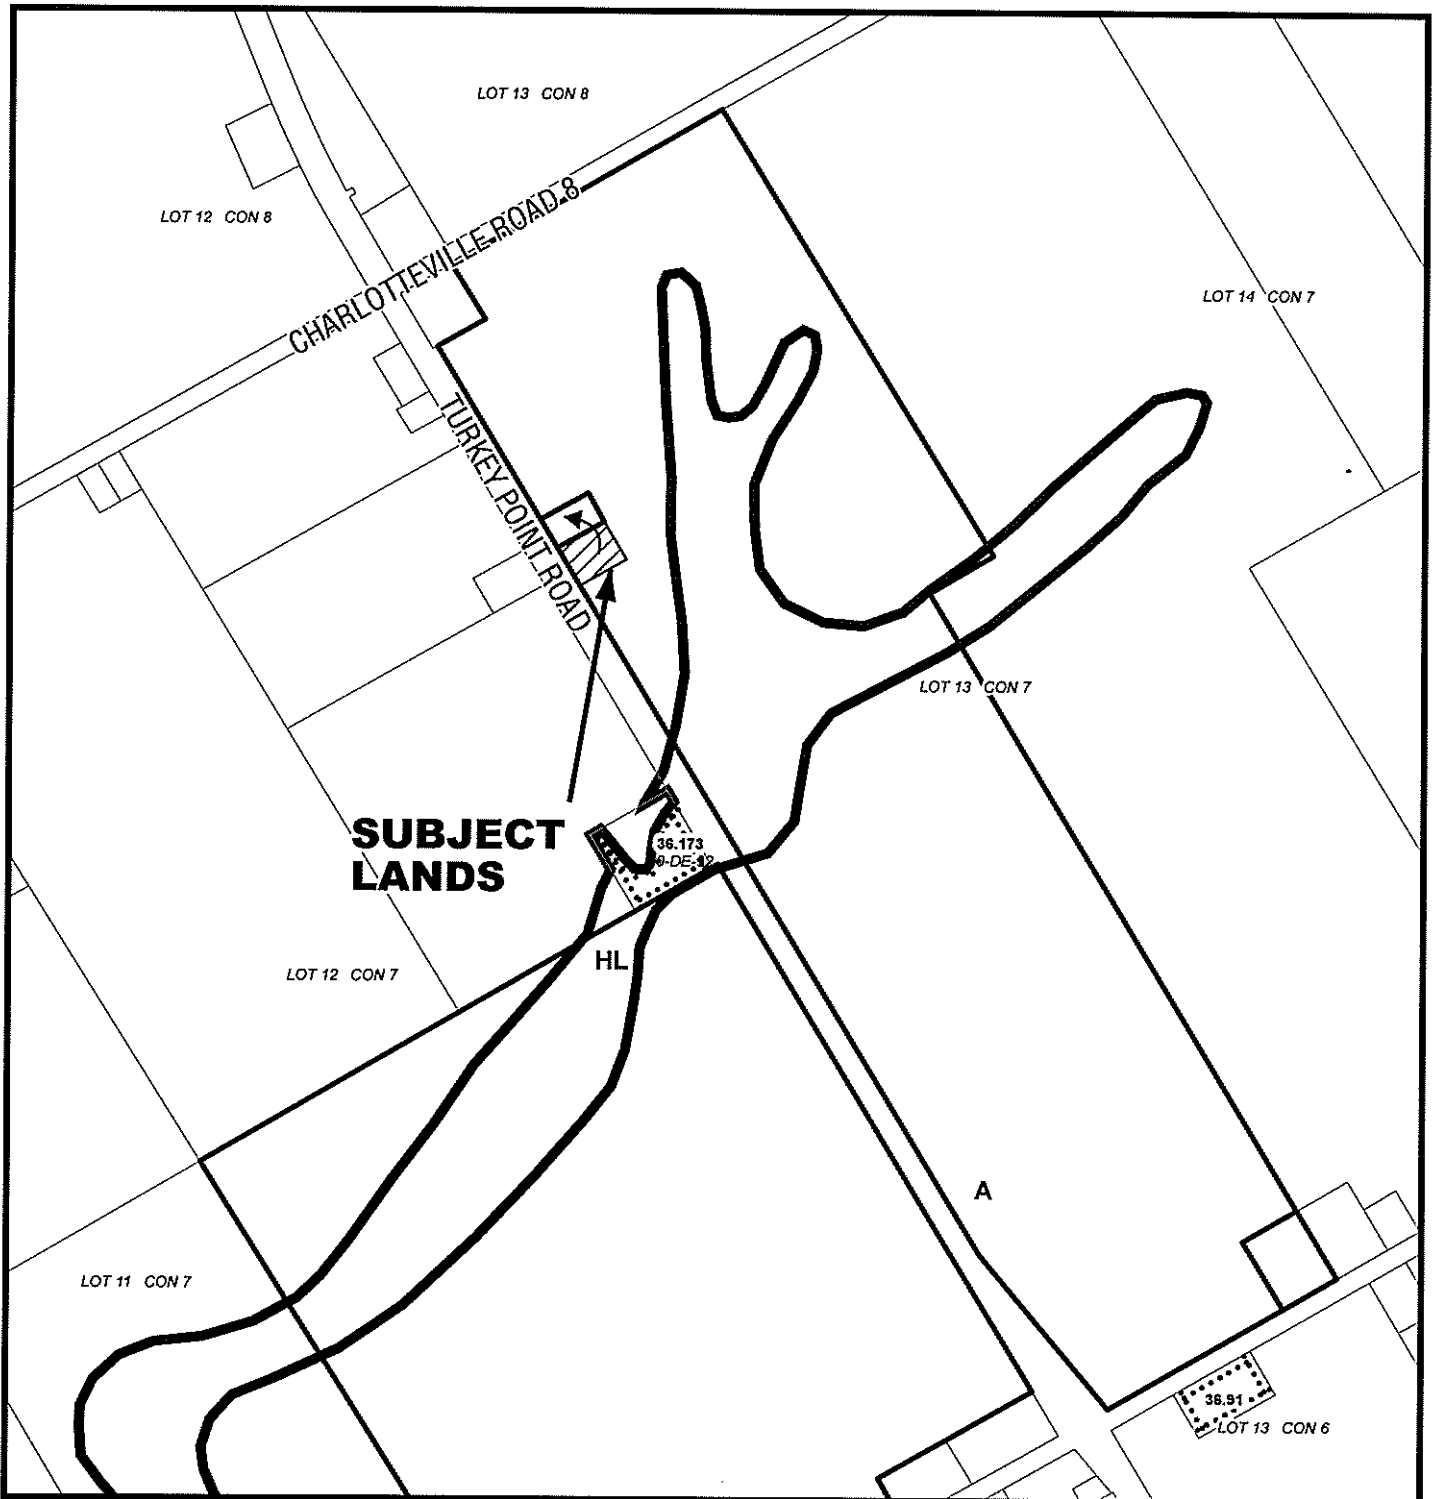 LOT 13 CON 8
LOT 12 CON 8
CHARLOTTEVILLE ROAD 8
LOT 14 CON 7
TURKEY POINT ROAD
LOT 13 CON 7
SUBJECT
LANDS
36.173
HL
LOT 12 CON 7
A
LOT 11 CON 7
36.91
LOT 13 CON 6